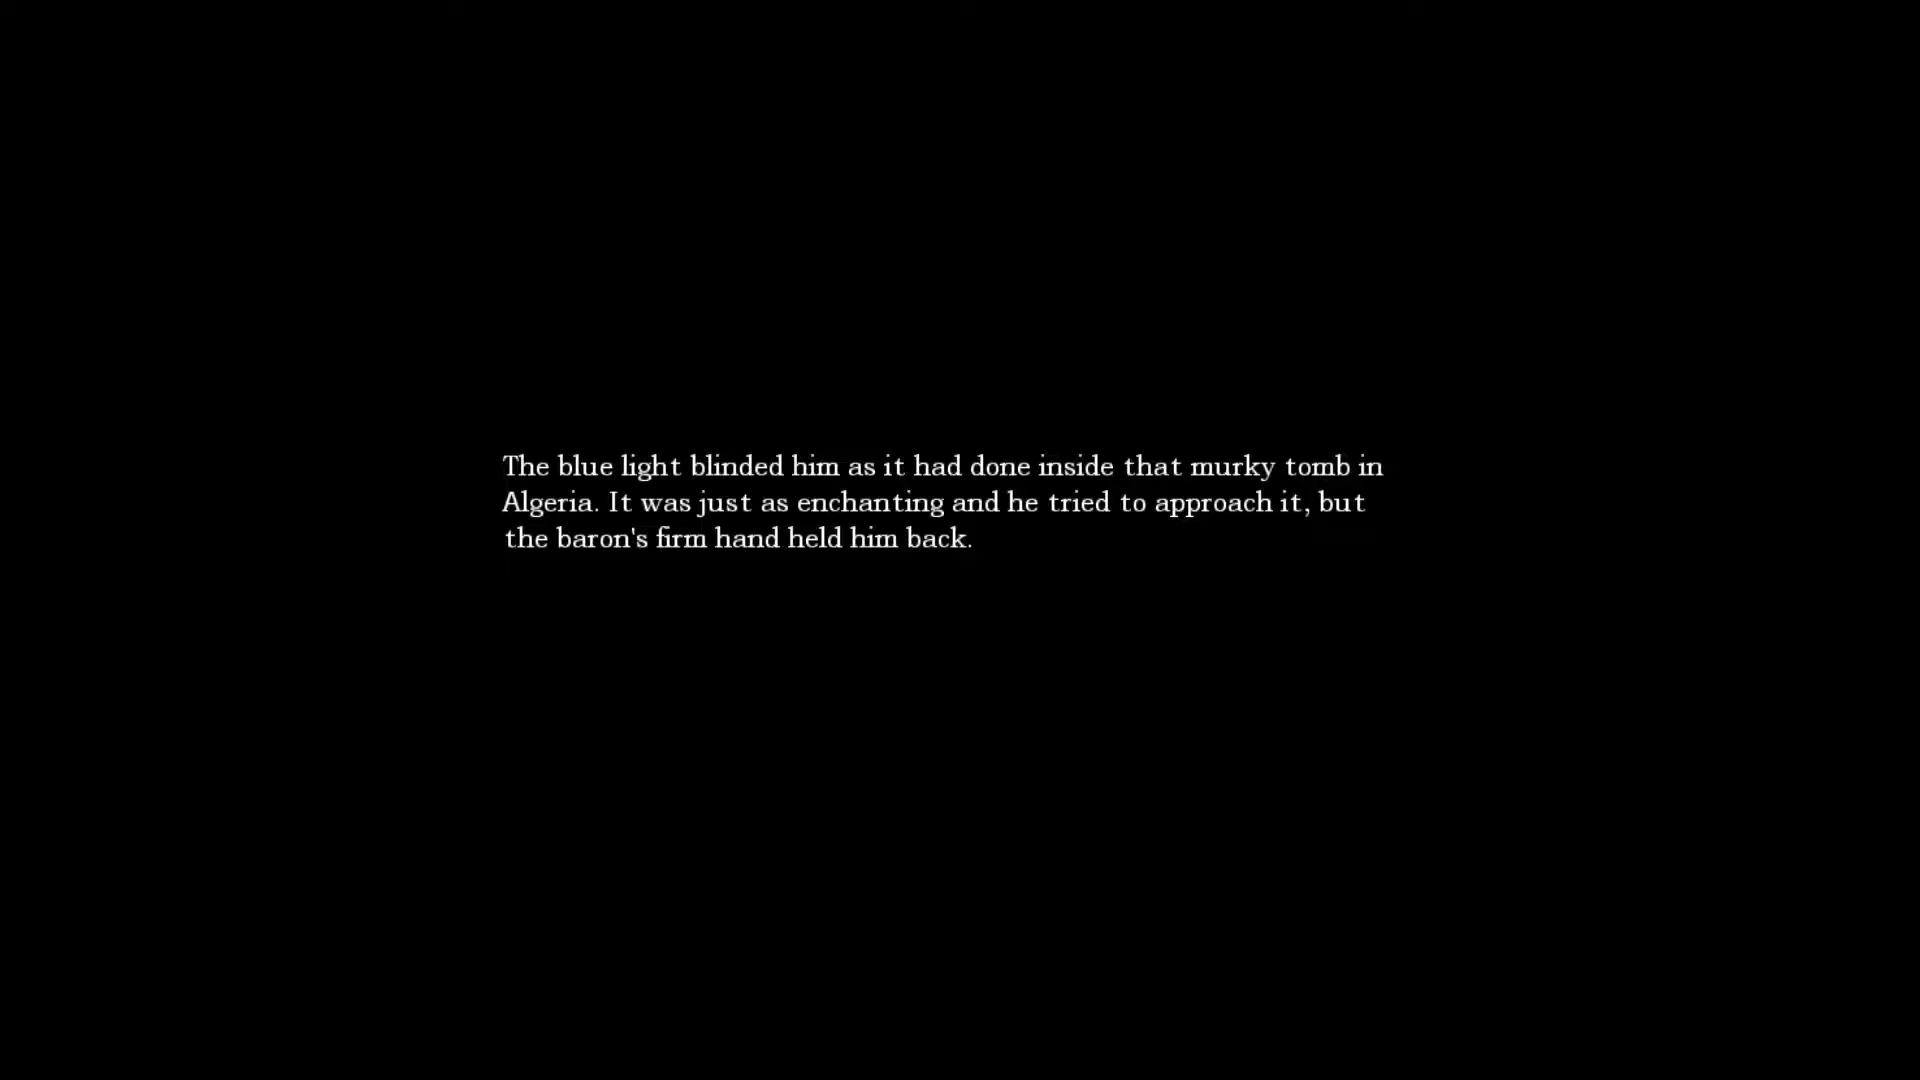 The blue light blinded him as it had done inside that murky tomb in
Algeria. It was just as enchanting and he tried to approach it, but
the baron's firm hand held him back.